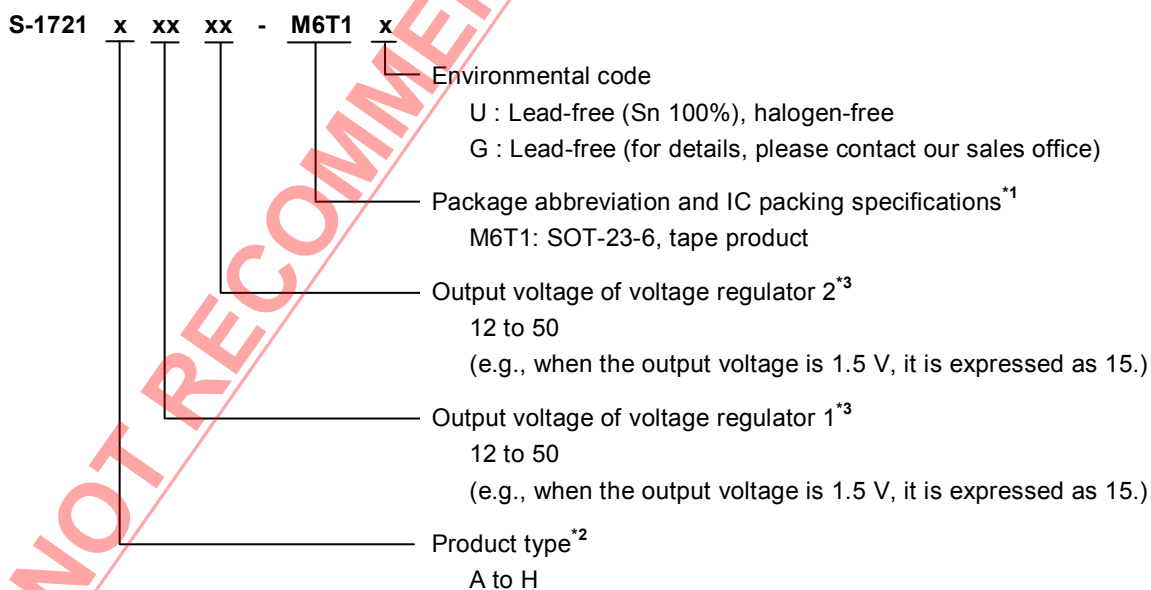 S-1721 x xx xx - M6T1 x
Environmental code
U : Lead-free (Sn 100%), halogen-free
G : Lead-free (for details, please contact our sales office)
Package abbreviation and IC packing specifications*1
M6T1: SOT-23-6, tape product
Output voltage of voltage regulator 2*3
12 to 50
(e.g., when the output voltage is 1.5 V, it is expressed as 15.)
Output voltage of voltage regulator 1*3
12 to 50
(e.g., when the output voltage is 1.5 V, it is expressed as 15.)
Product type*2
A to H
NOT RECOMME